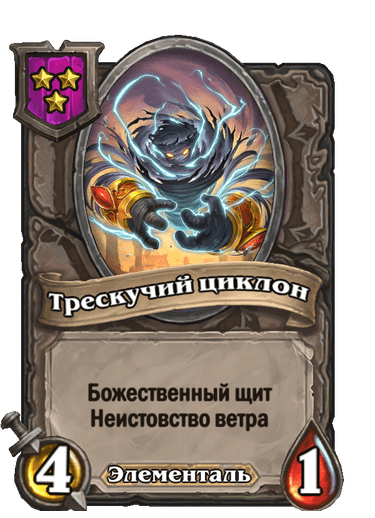 Трескучий циклон
Божественный щит
Неистовство ветра
4
Элементаль
1